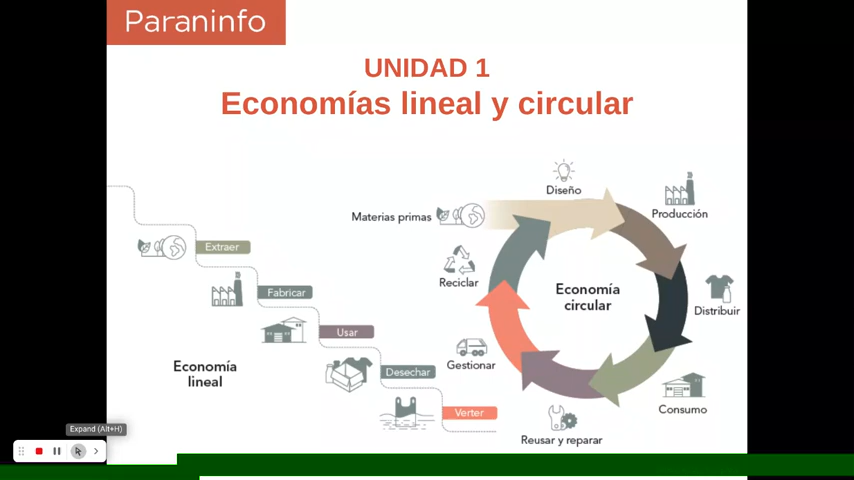 Paraninfo
UNIDAD 1
Economías lineal y circular
Diseño
Materias primas
Producción
Extraer
Reciclar
Fabricar
Economía
circular
Distribuir
Usar
Gestionar
Economía
lineal
Desechar
Consumo
Verter
Reusar y reparar
Expand (Alt+H)